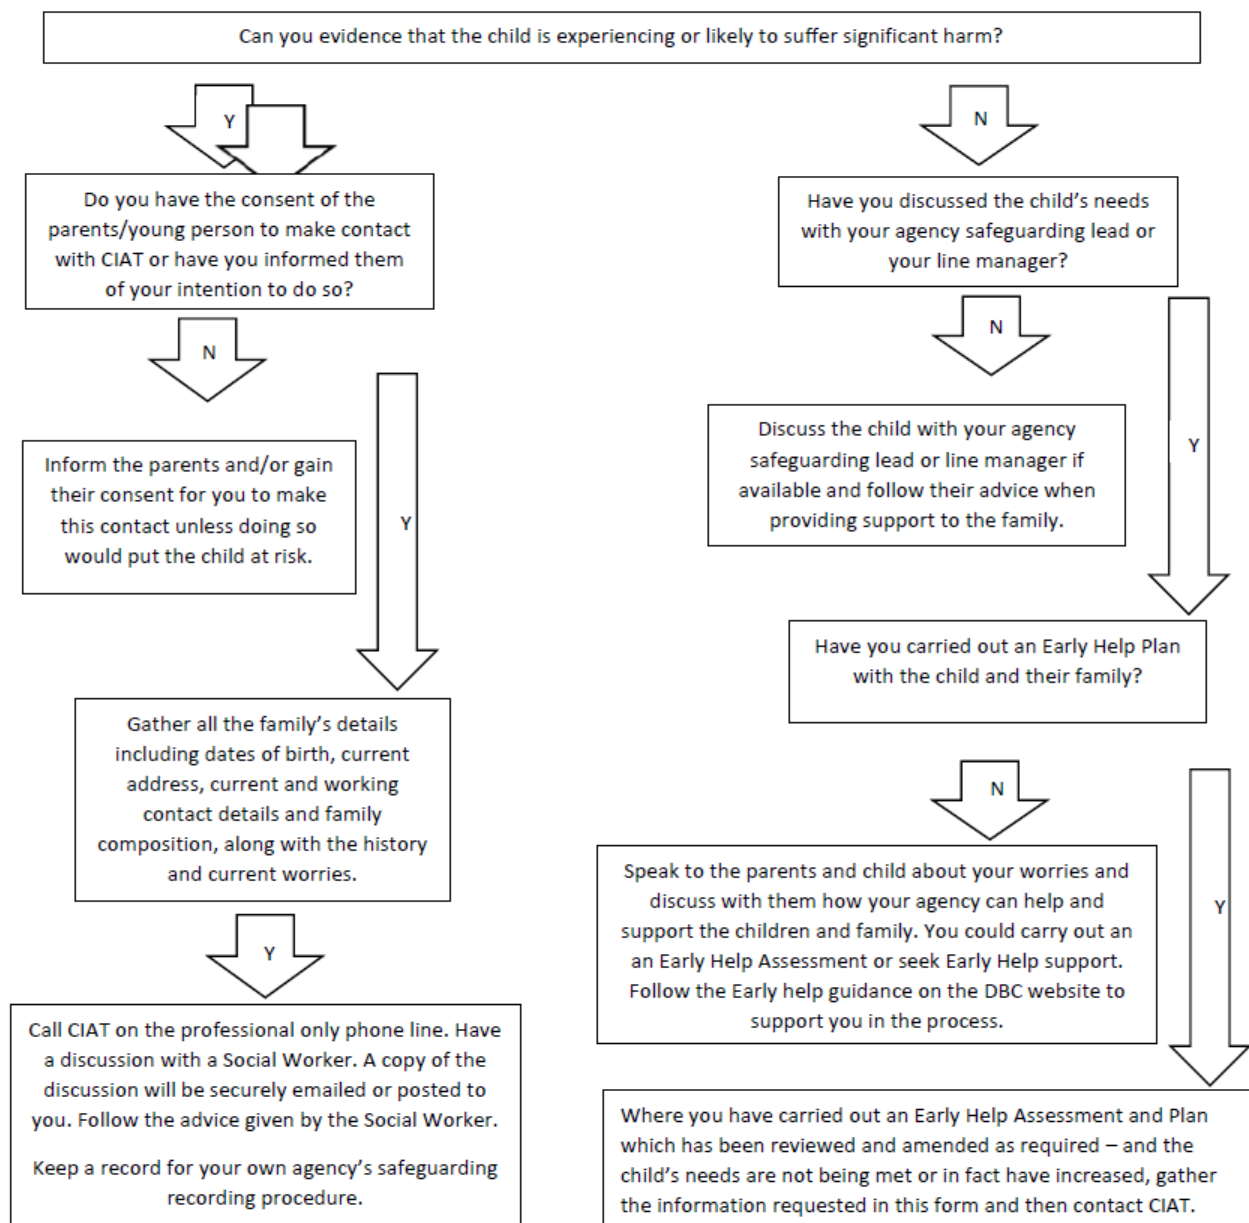 Can you evidence that the child is experiencing or likely to suffer significant harm?
Y
N
Do you have the consent of the
parents/young person to make contact
with CIAT or have you informed them
of your intention to do so?
Have you discussed the child's needs
with your agency safeguarding lead or
your line manager?
N
N
Inform the parents and/or gain
their consent for you to make
this contact unless doing so
would put the child at risk.
Y
Discuss the child with your agency
safeguarding lead or line manager if
available and follow their advice when
providing support to the family.
Y
Have you carried out an Early Help Plan
with the child and their family?
Gather all the family's details
including dates of birth, current
address, current and working
contact details and family
composition, along with the history
and current worries.
N
Y
Speak to the parents and child about your worries and
discuss with them how your agency can help and
support the children and family. You could carry out an
an Early Help Assessment or seek Early Help support.
Follow the Early help guidance on the DBC website to
support you in the process.
Y
Call CIAT on the professional only phone line. Have
a discussion with a Social Worker. A copy of the
discussion will be securely emailed or posted to
you. Follow the advice given by the Social Worker.
Keep a record for your own agency's safeguarding
recording procedure.
Where you have carried out an Early Help Assessment and Plan
which has been reviewed and amended as required – and the
child's needs are not being met or in fact have increased, gather
the information requested in this form and then contact CIAT.